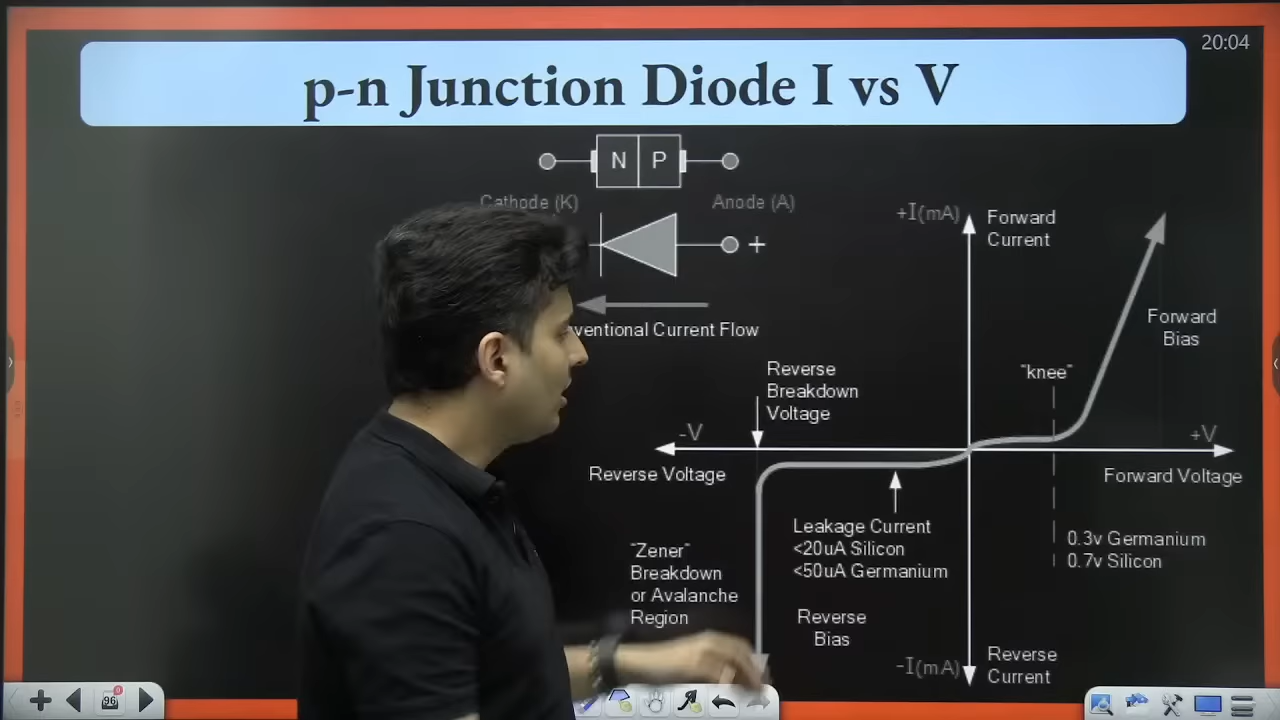 20:04
p-n Junction Diode I vs V
N P
Cathode (K)
Anode (A)
+
ventional Current Flow
+I(mA)
Forward
Current
Forward
Bias
"knee"
Reverse
Breakdown
Voltage
-V
+V
Reverse Voltage
Forward Voltage
Leakage Current
<20uA Silicon
<50uA Germanium
0.3v Germanium
0.7v Silicon
"Zener"
Breakdown
or Avalanche
Region
Reverse
Bias
-I(mA)
Reverse
Current
96